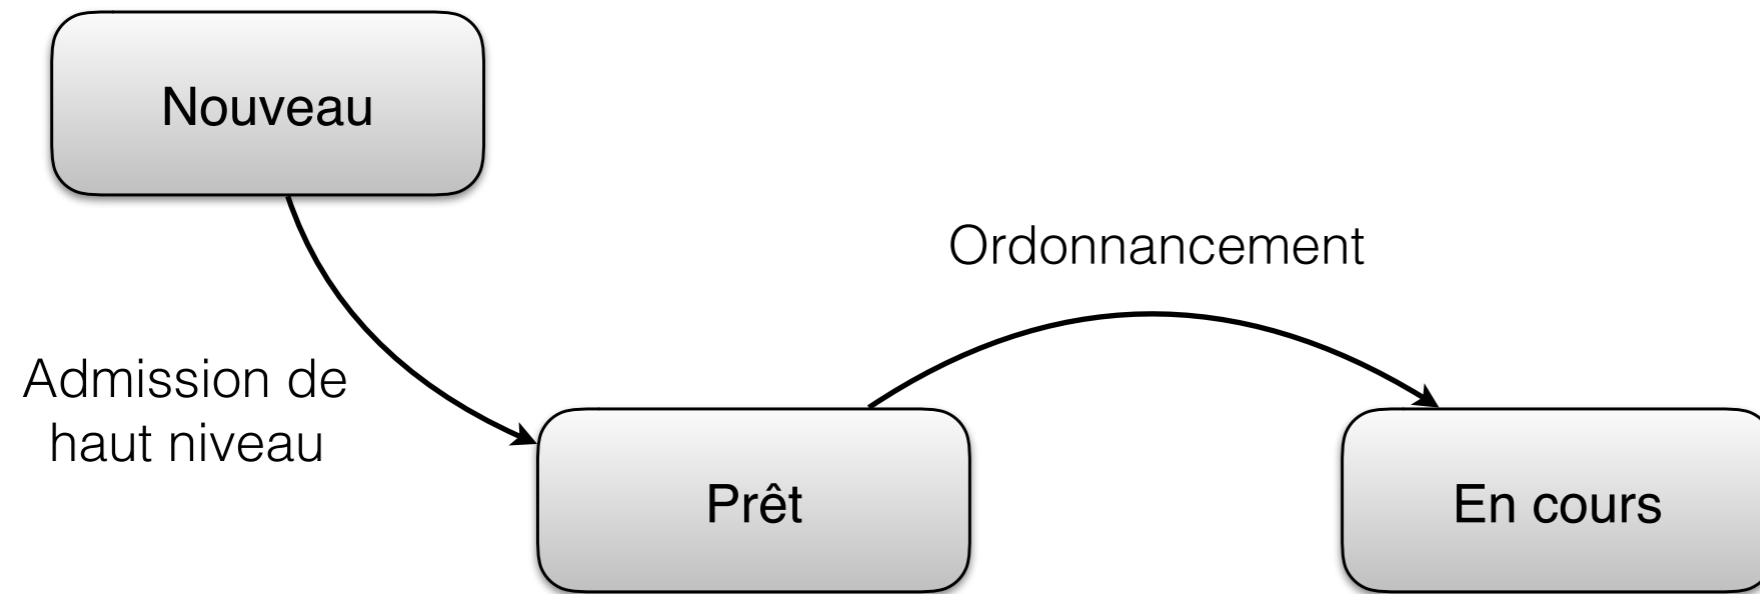 Nouveau
Ordonnancement
Admission de
haut niveau
Prêt
En cours